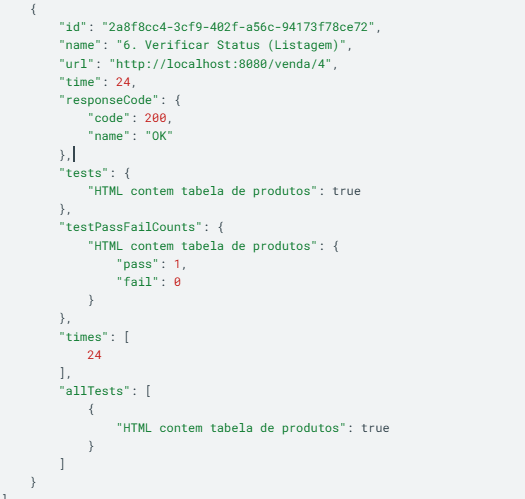 {
"id": "2a8f8cc4-3cf9-402f-a56c-94173f78ce72",
"name": "6. Verificar Status (Listagem)",
"url": "http://localhost:8080/venda/4",
"time": 24,
"responseCode": {
"code": 200,
"name": "OK"
},
"tests": {
"HTML contem tabela de produtos": true
},
"testPassFailCounts": {
"HTML contem tabela de produtos": {
"pass": 1,
"fail": 0
}
},
"times": [
24
],
"allTests": [
{
"HTML contem tabela de produtos": true
}
]
}
]